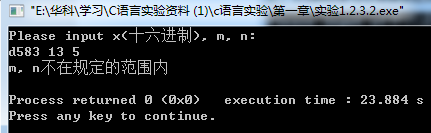 "E:\华科\学习\C语言实验资料 (1)\c语言实验\第一章\实验1.2.3.2.exe"
Please input x(十六进制), m, n:
d583 13 5
m, n不在规定的范围内
Process returned 0 (0x0)   execution time : 23.884 s
Press any key to continue.